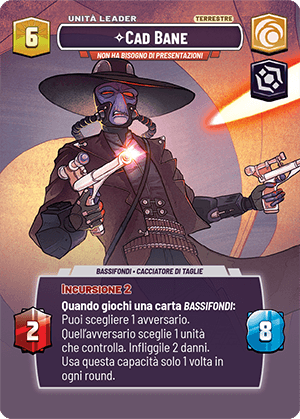 UNITÀ LEADER
TERRESTRE
6
✧CAD BANE
NON HA BISOGNO DI PRESENTAZIONI
BASSIFONDI • CACCIATORE DI TAGLIE
INCURSIONE 2
Quando giochi una carta BASSIFONDI:
Puoi scegliere 1 avversario.
Quell'avversario sceglie 1 unità
che controlla. Infliggile 2 danni.
Usa questa capacità solo 1 volta in
ogni round.
2
8